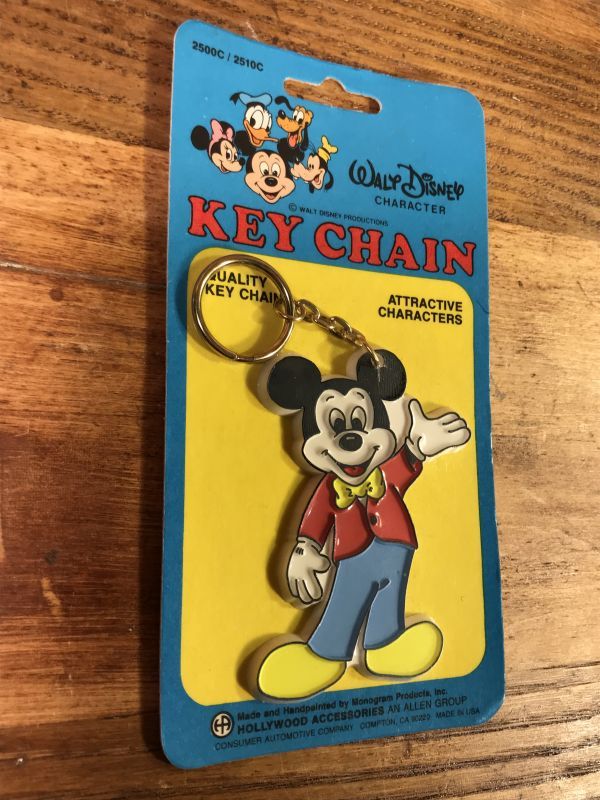 2500C / 2510C
WALT DISNEY
CHARACTER
© WALT DISNEY PRODUCTIONS
KEY CHAIN
QUALITY
KEY CHAIN
ATTRACTIVE
CHARACTERS
Made and Handpainted by Monogram Products, Inc.
HOLLYWOOD ACCESSORIES AN ALLEN GROUP
CONSUMER AUTOMOTIVE COMPANY COMPTON, CA 90220 MADE IN USA